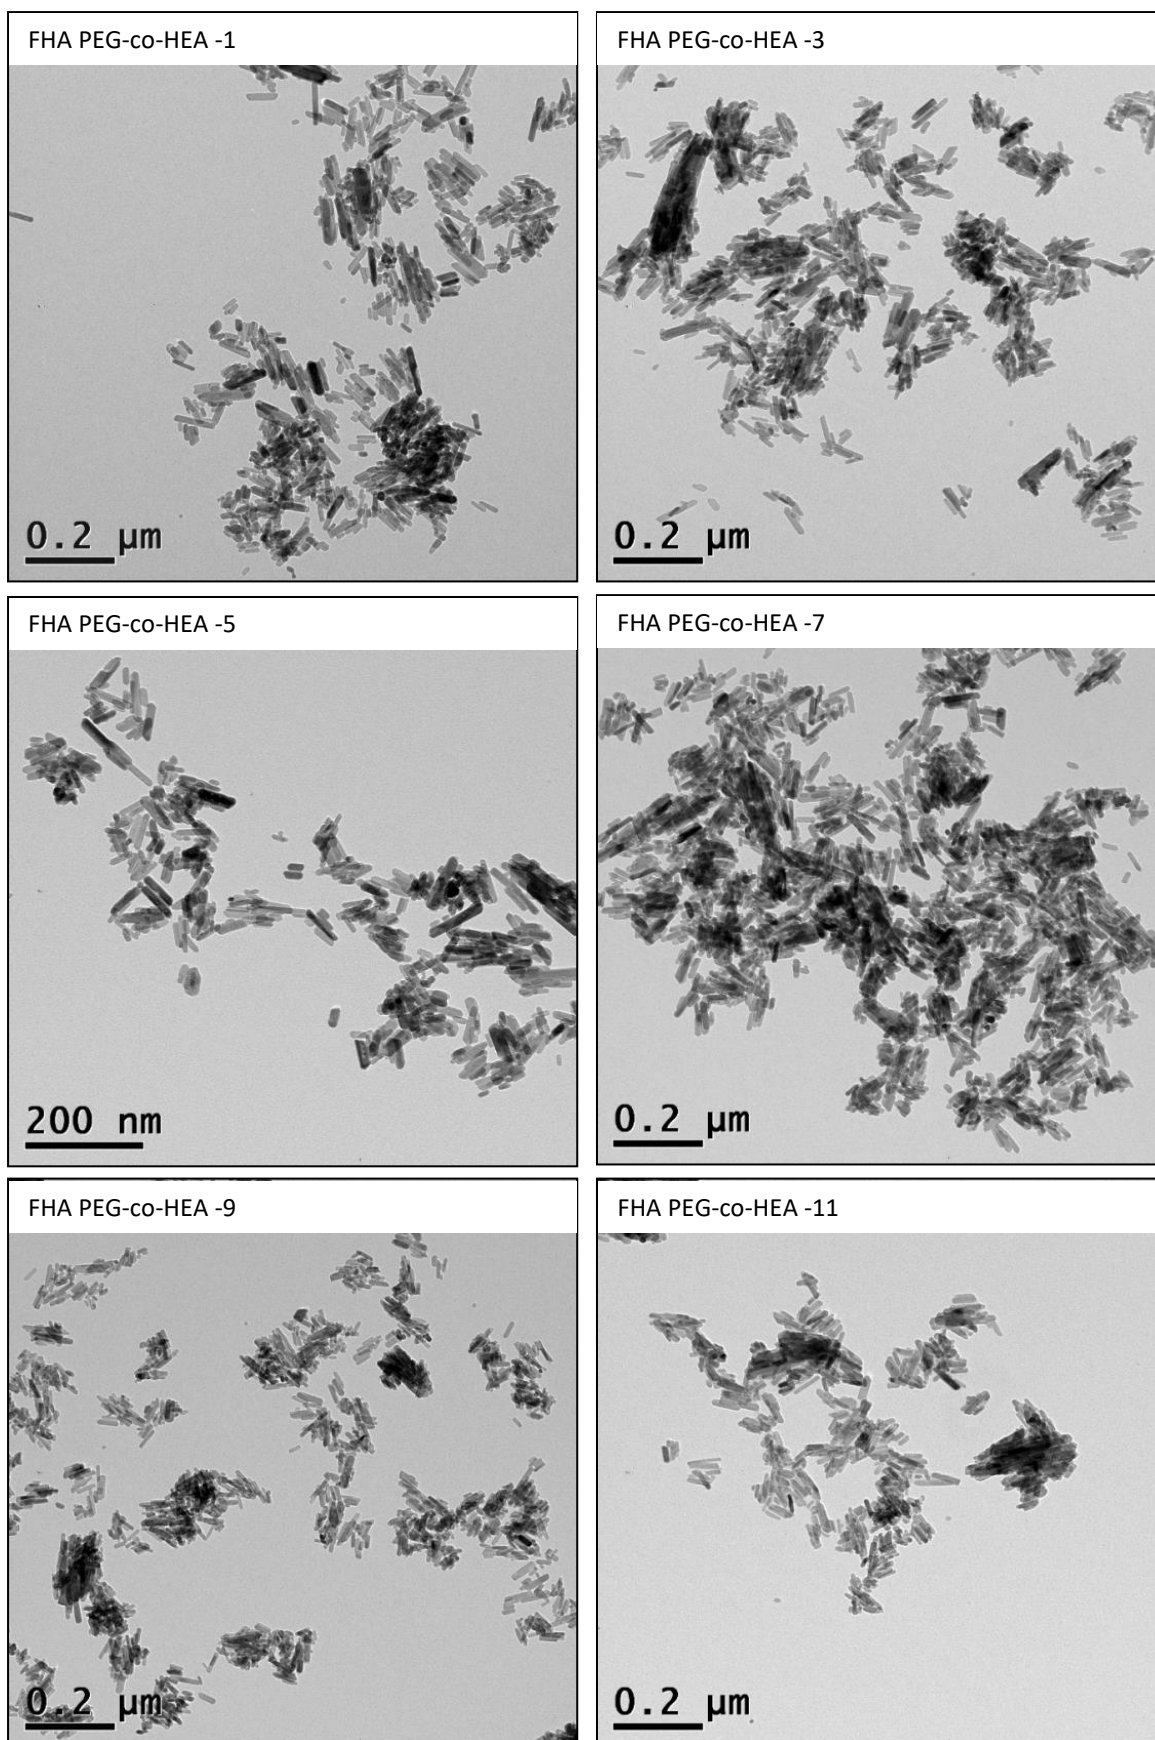 FHA PEG-co-HEA -1
FHA PEG-co-HEA -3
0.2 µm
0.2 µm
FHA PEG-co-HEA -5
FHA PEG-co-HEA -7
200 nm
0.2 µm
FHA PEG-co-HEA -9
FHA PEG-co-HEA -11
0.2 µm
0.2 µm